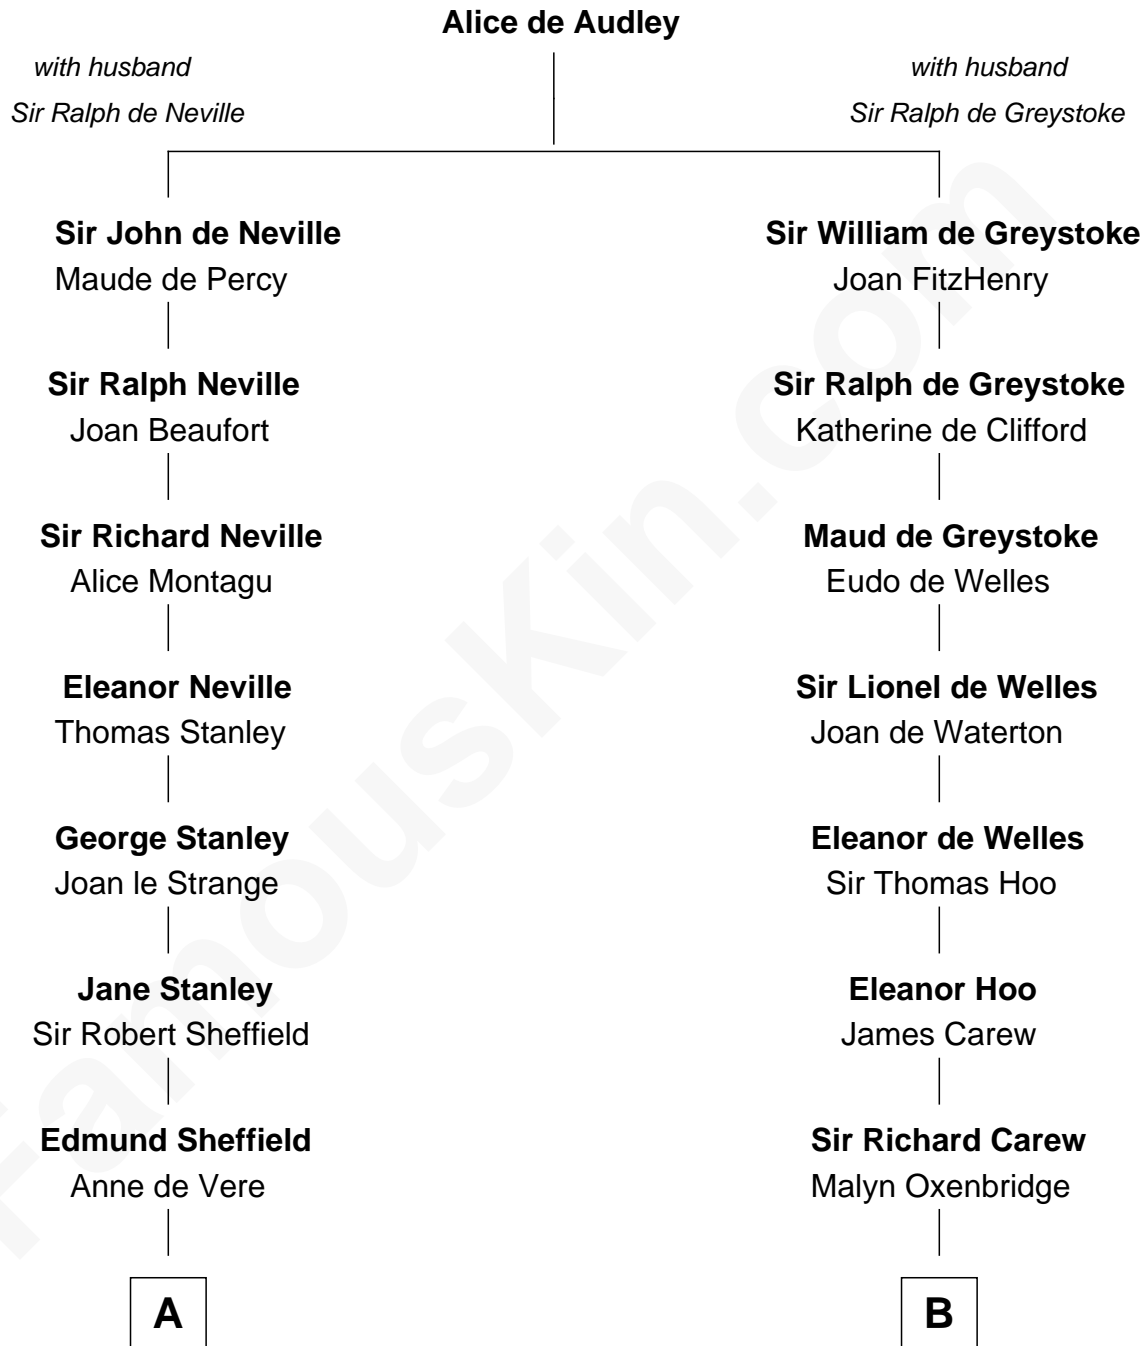 Alice de Audley
with husband
Sir Ralph de Neville
with husband
Sir Ralph de Greystoke
Sir John de Neville
Maude de Percy
Sir William de Greystoke
Joan FitzHenry
Sir Ralph Neville
Joan Beaufort
Sir Ralph de Greystoke
Katherine de Clifford
Sir Richard Neville
Alice Montagu
Maud de Greystoke
Eudo de Welles
Eleanor Neville
Thomas Stanley
Sir Lionel de Welles
Joan de Waterton
George Stanley
Joan le Strange
Eleanor de Welles
Sir Thomas Hoo
Jane Stanley
Sir Robert Sheffield
Eleanor Hoo
James Carew
Edmund Sheffield
Anne de Vere
Sir Richard Carew
Malyn Oxenbridge
A
B
FamousKin.com